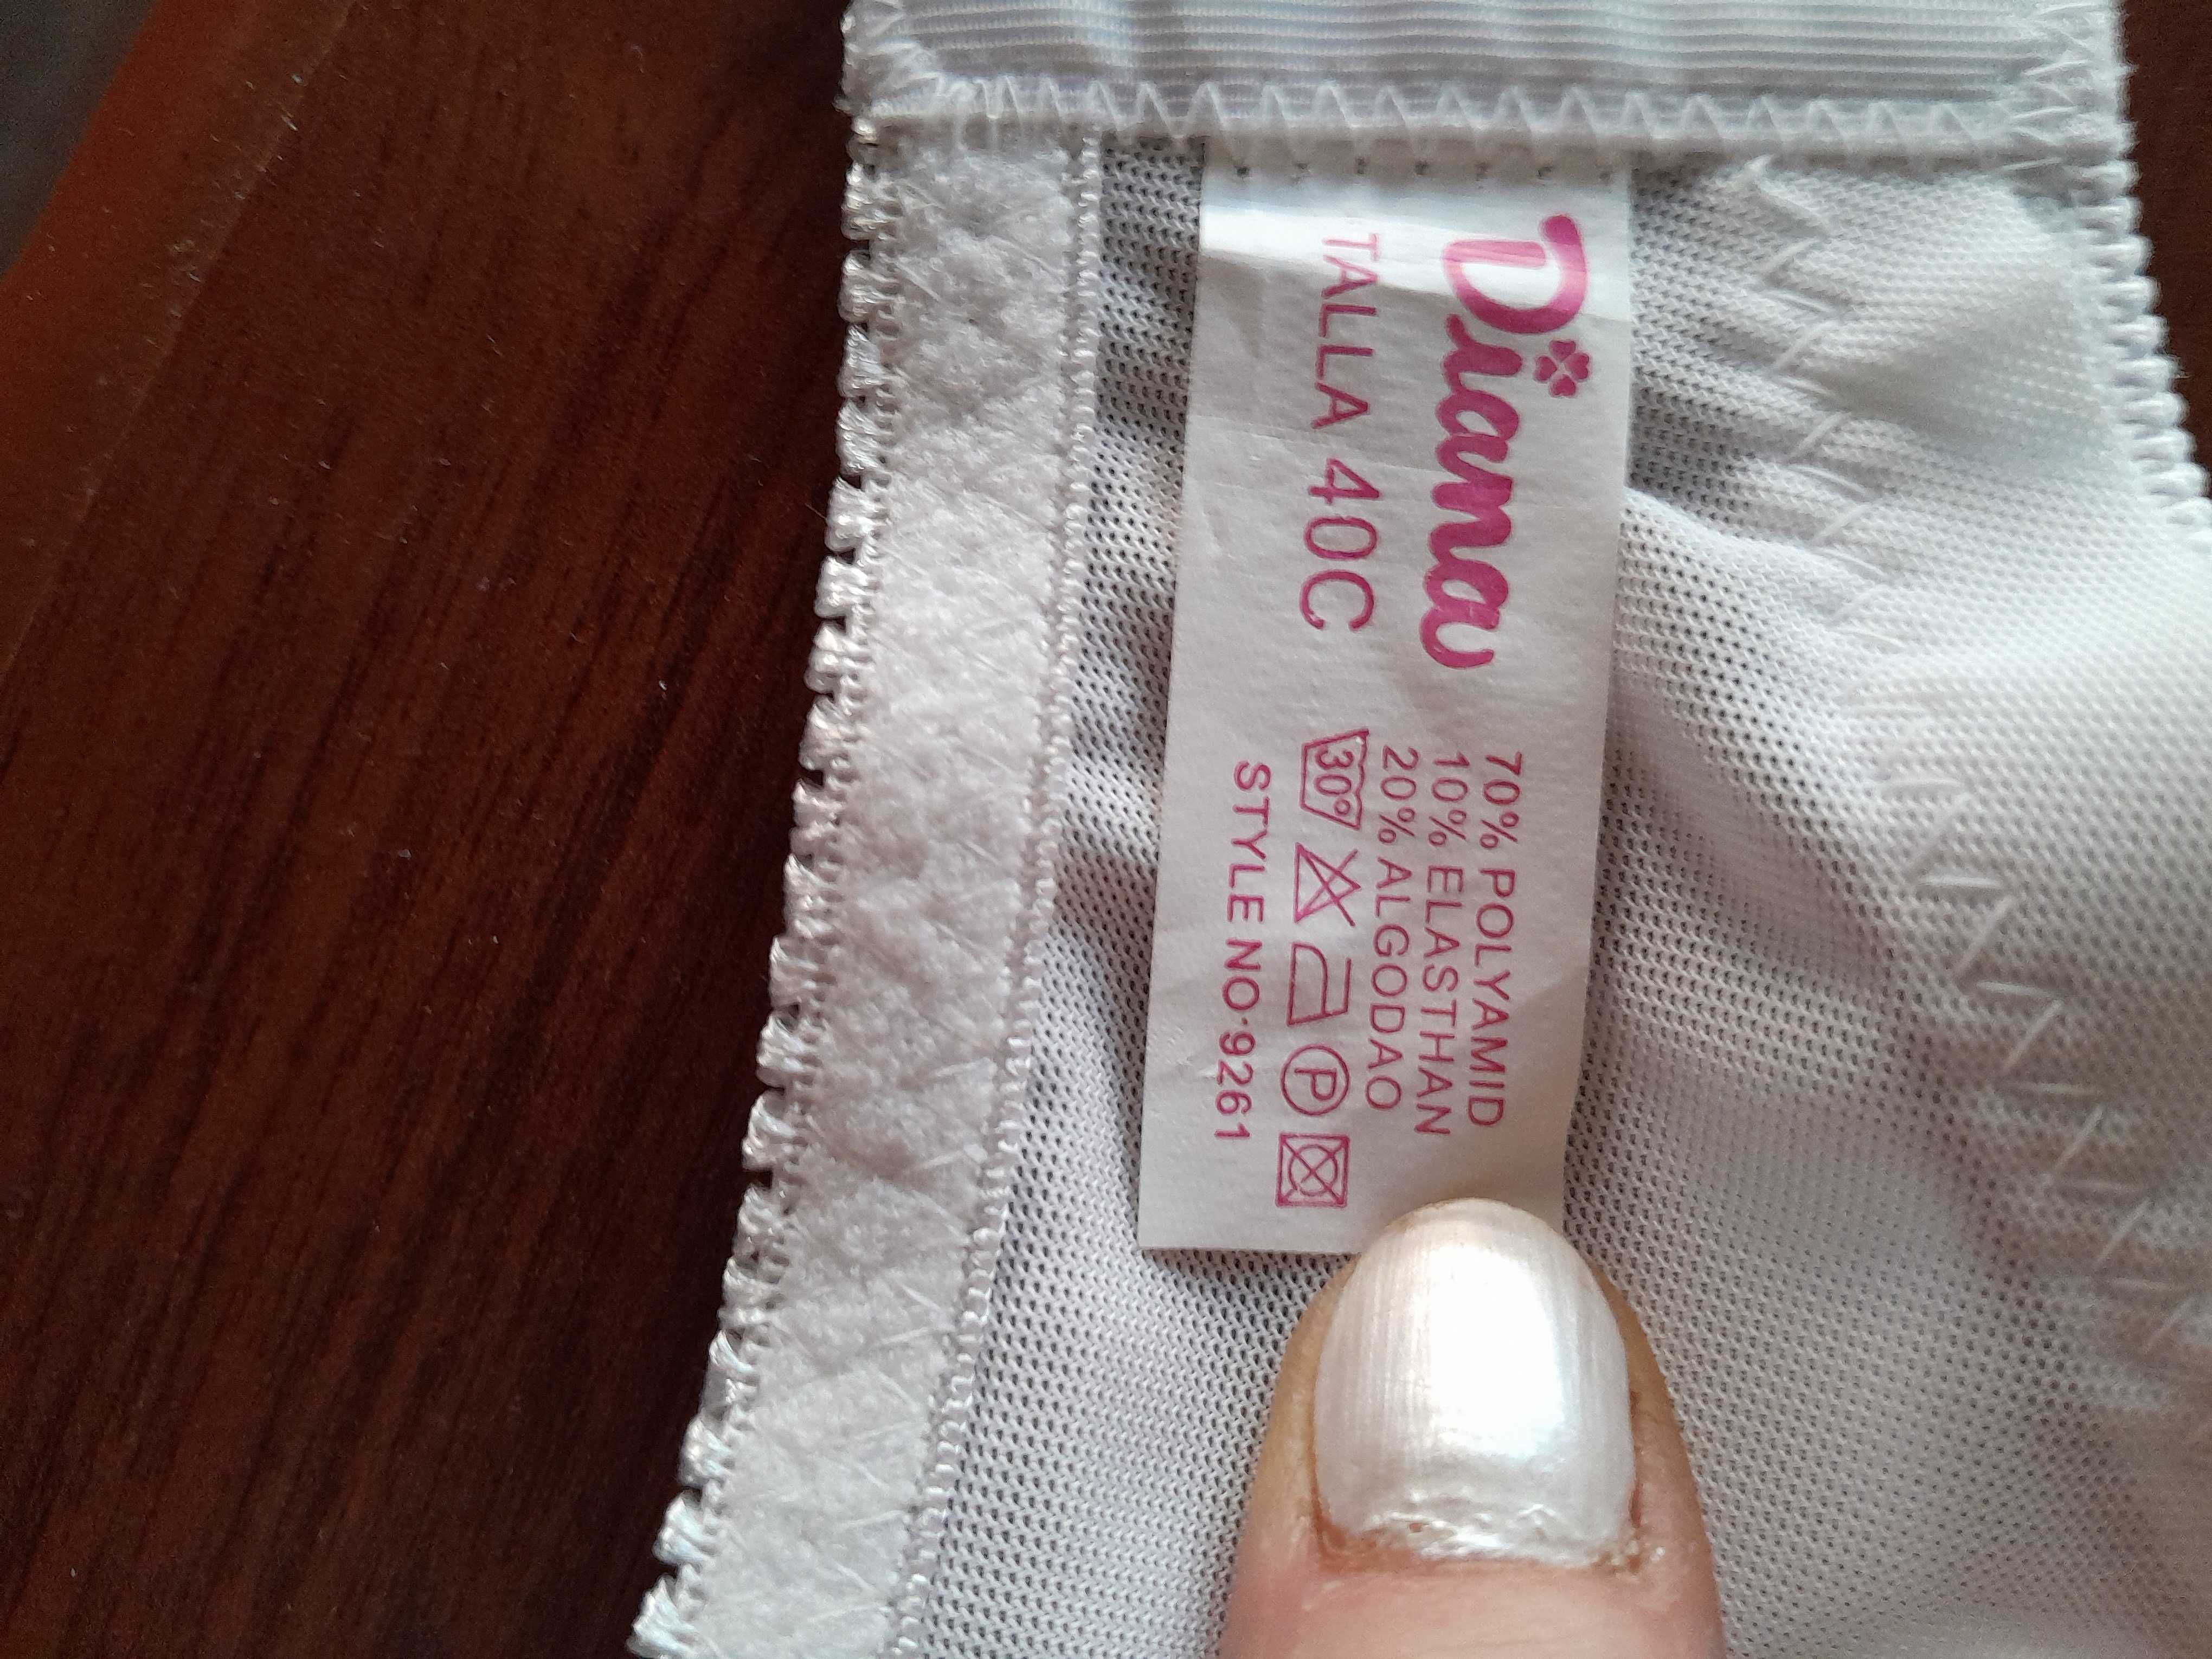 Diana
TALLA 40C
70% POLYAMID
10% ELASTHAN
20% ALGODAO
30° P
STYLE NO·9261